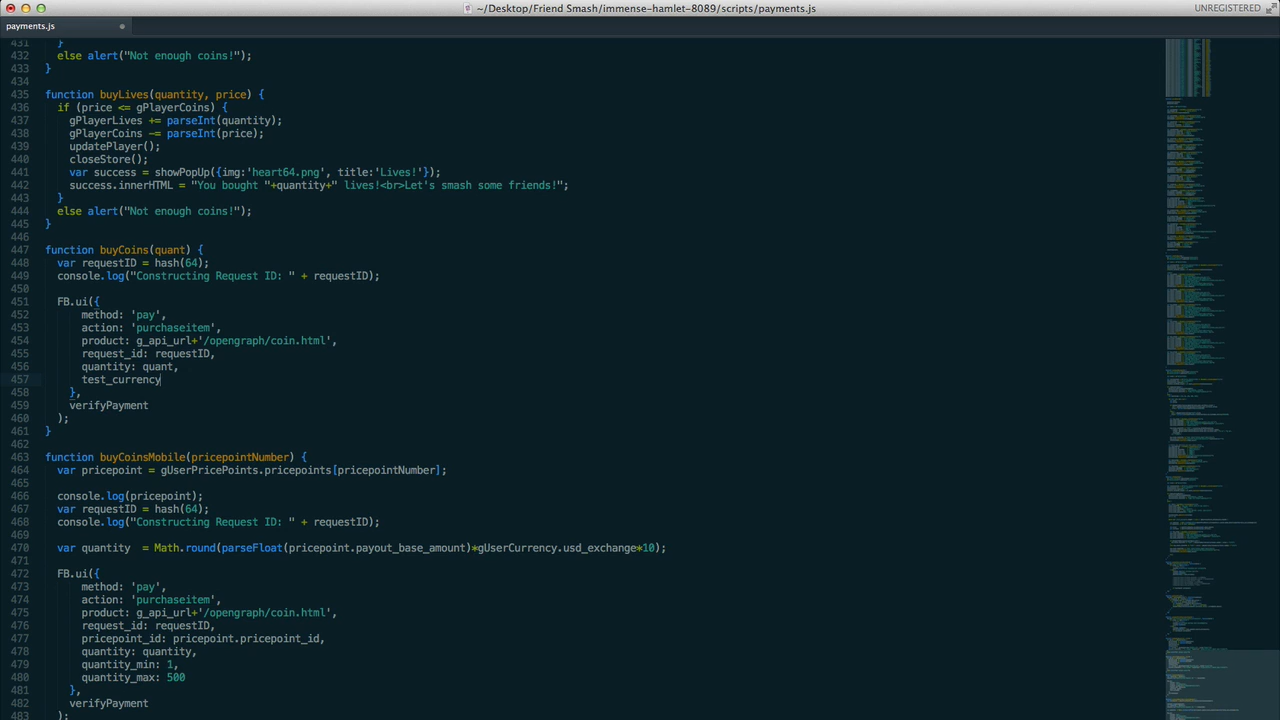 ~/Desktop/Friend Smash/immense-hamlet-8089/scripts/payments.js
UNREGISTERED
payments.js
431 }
432 else alert("Not enough coins!");
433 }
434
435 function buyLives(quantity, price) {
436 if (price <= gPlayerCoins) {
437 gPlayerLives += parseInt(quantity);
438 gPlayerCoins -= parseInt(price);
439 updatePlayer();
440 closeStore();
441 var success = showPopUp({img:'heart64.png', title:'Lives!'});
442 success.innerHTML = "You bought "+quantity+" lives!<br>Let's smash some friends!";
443 }
444 else alert("Not enough coins!");
445 }
446
447 function buyCoins(quant) {
448 var requestID = hash(64);
449 console.log("Constructing Request ID: " + requestID);
450
451 FB.ui({
452 method: 'pay',
453 action: 'purchaseitem',
454 product: g_api_url+'/opengraph/coin.html',
455 request_id: requestID,
456 quantity: quant,
457 test_currency
458 },
459 verifyPayment
460 );
461 }
462
463 function buyCoinsMobile(pricepointNumber) {
464 var pricepoint = gUserPricePoints.pricepoints[pricepointNumber];
465
466 console.log(pricepoint);
467 var requestID = hash(64);
468 console.log("Constructing Request ID: " + requestID);
469
470 var quantity = Math.round(parseFloat(pricepoint.payout_base_amount)*gUserCurrency.usd_exchange*10);
471
472 FB.ui({
473 method: 'pay',
474 action: 'purchaseitem',
475 product: g_api_url+'/opengraph/coin.html',
476 request_id: requestID,
477 pricepoint_id: pricepoint.pricepoint_id,
478 quantity: quantity,
479 quantity_min: 1,
480 quantity_max: 500
481 },
482 verifyPayment
483 );